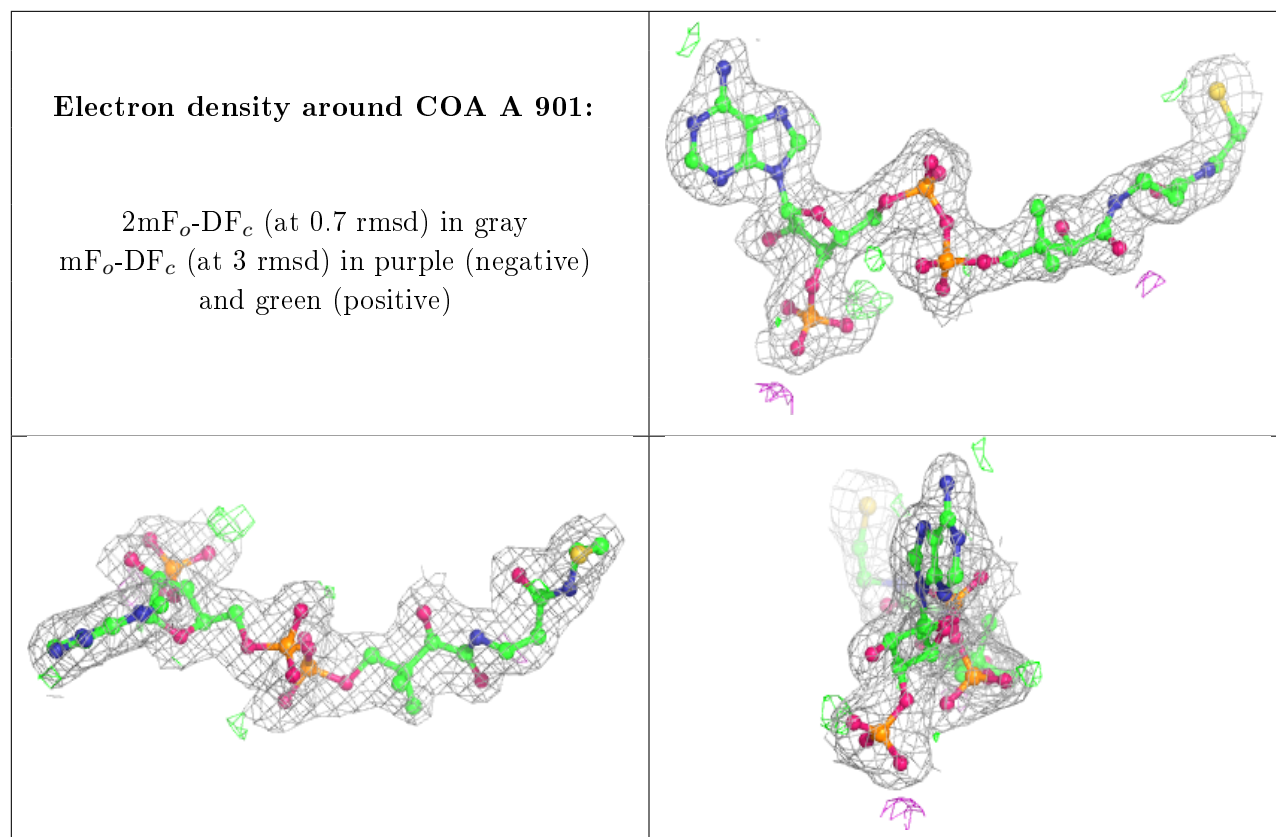 Electron density around COA A 901:
2mFₒ-DF𝒸 (at 0.7 rmsd) in gray
mFₒ-DF𝒸 (at 3 rmsd) in purple (negative)
and green (positive)